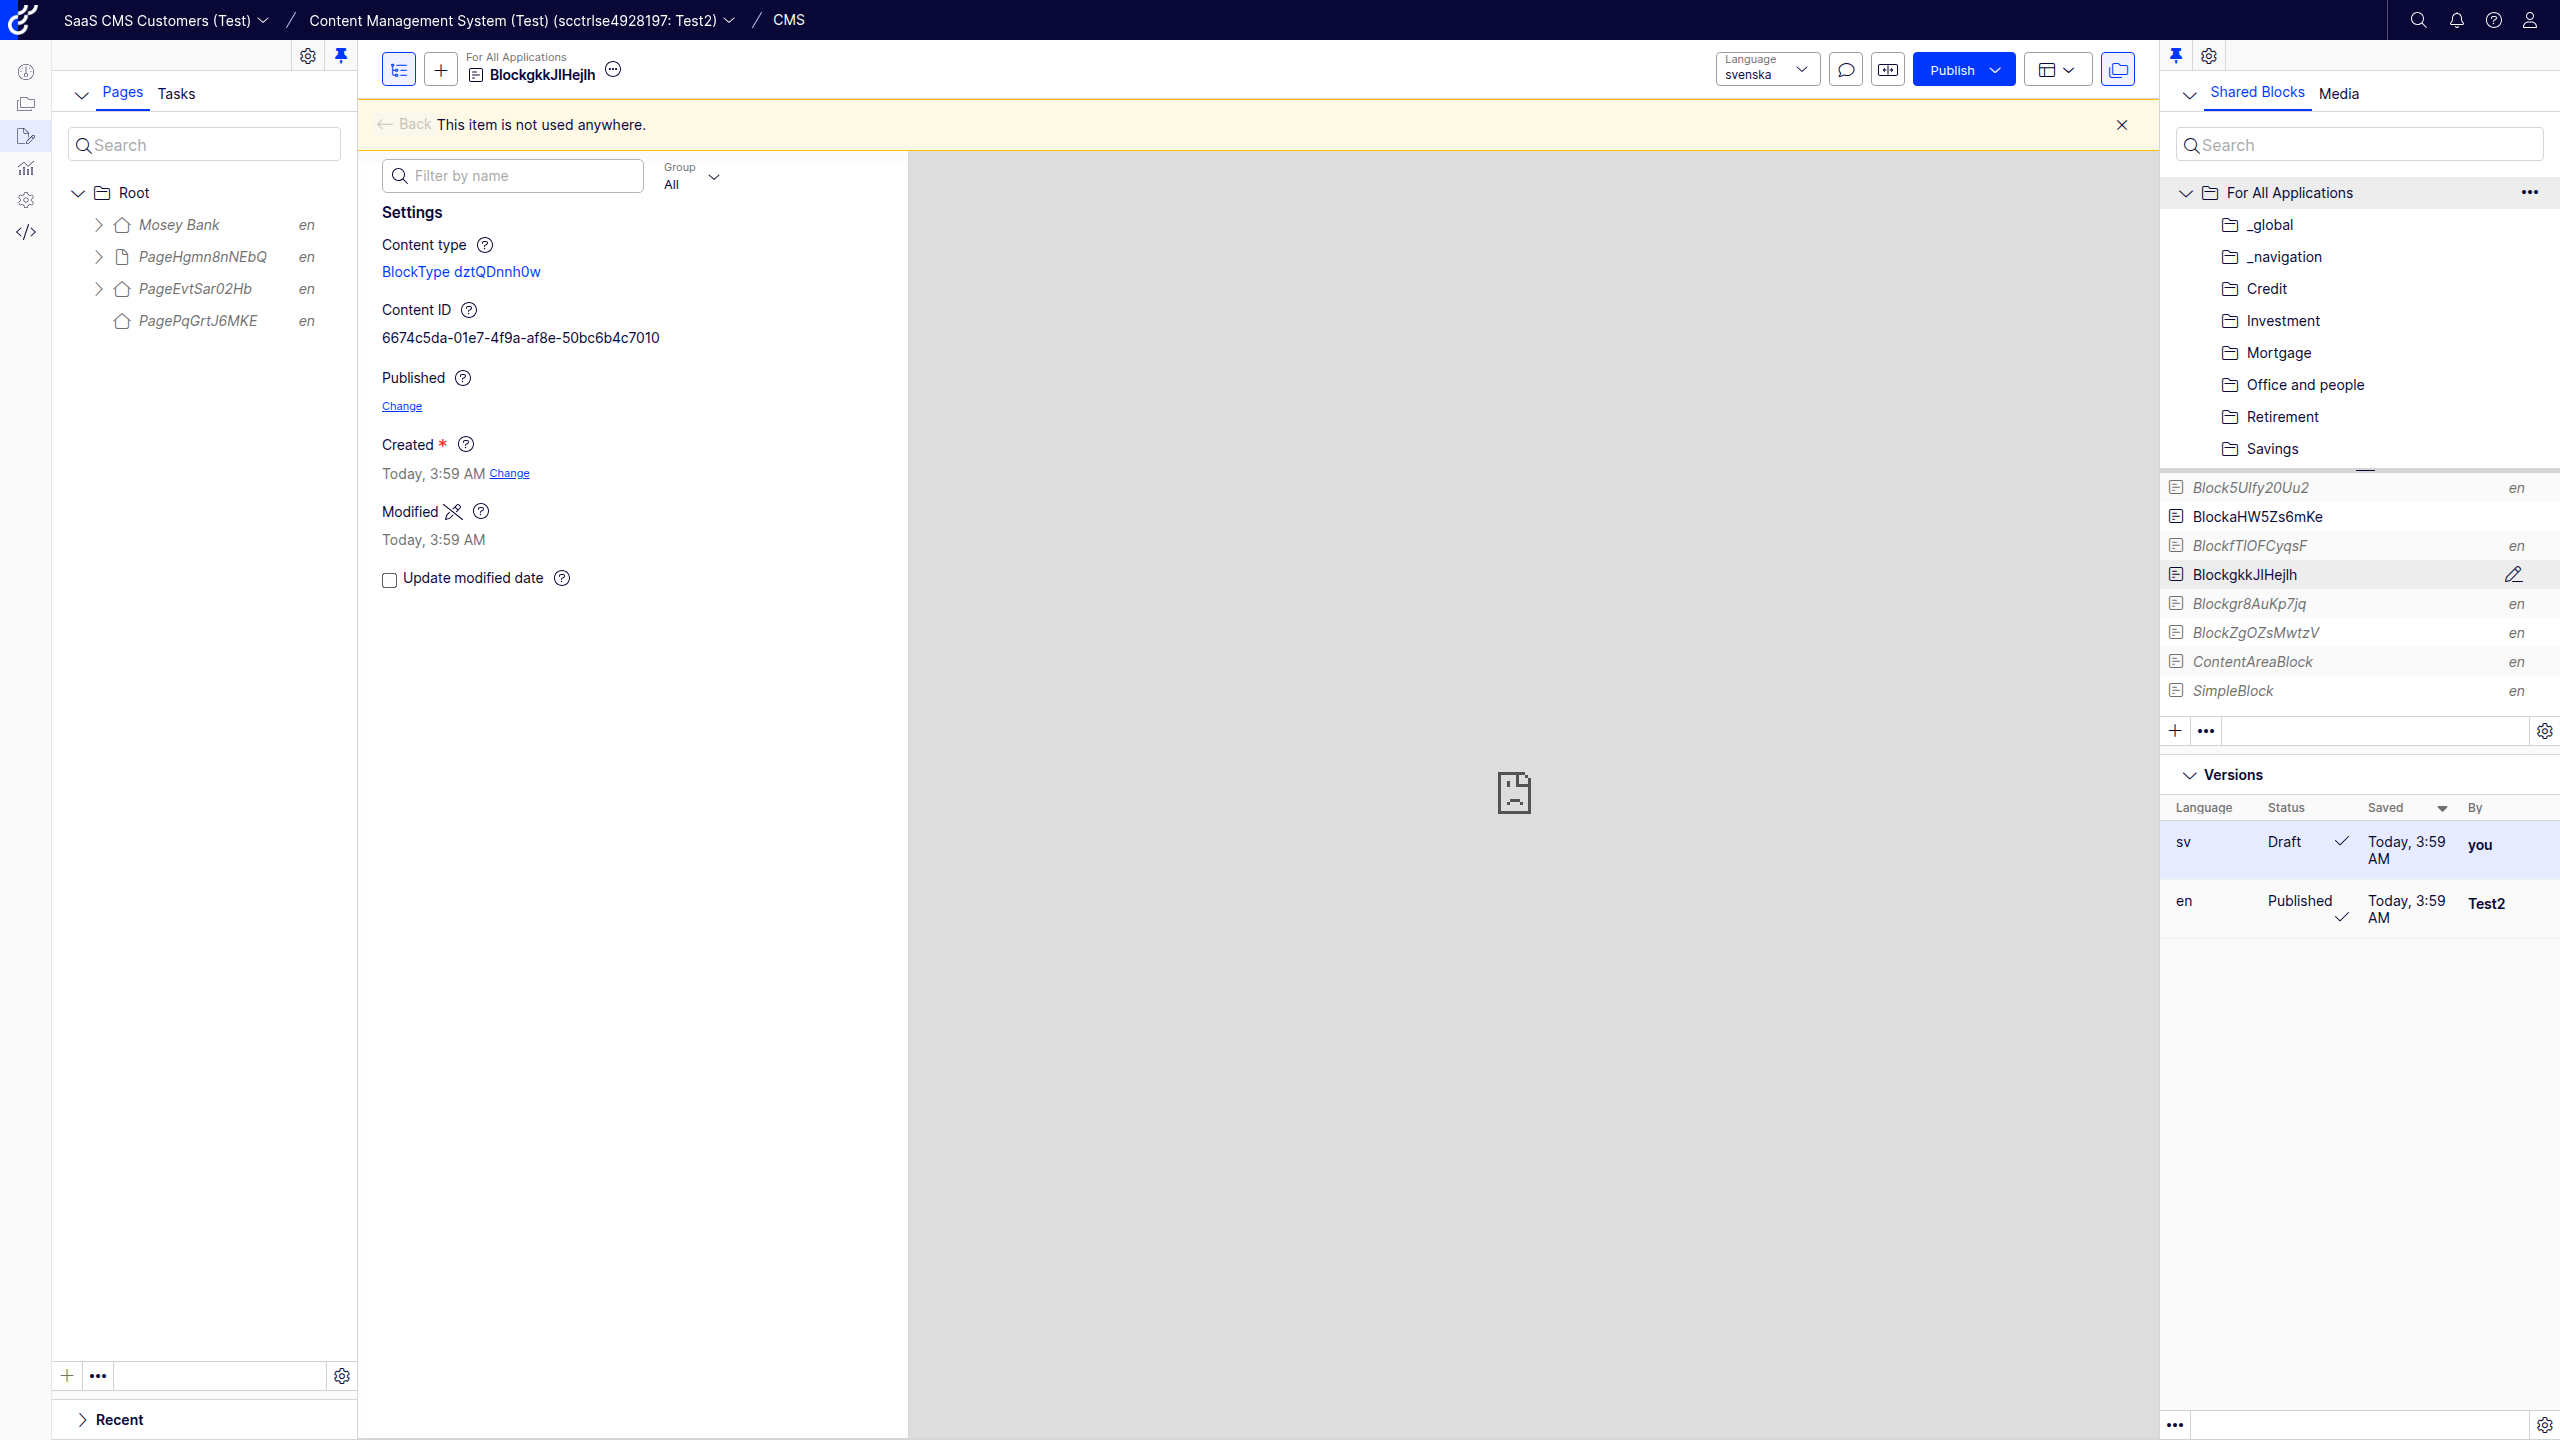 SaaS CMS Customers (Test) / Content Management System (Test) (scctrlse4928197: Test2) / CMS
Pages Tasks
Search
Root
Mosey Bank en
PageHgmn8nNEbQ en
PageEvtSar02Hb en
PagePqGrtJ6MKE en
Recent
For All Applications
BlockgkkJIHejlh
Language
svenska
Publish
Back This item is not used anywhere.
Filter by name
Group
All
Settings
Content type
BlockType dztQDnnh0w
Content ID
6674c5da-01e7-4f9a-af8e-50bc6b4c7010
Published
Change
Created *
Today, 3:59 AM Change
Modified
Today, 3:59 AM
Update modified date
Shared Blocks Media
Search
For All Applications
_global
_navigation
Credit
Investment
Mortgage
Office and people
Retirement
Savings
Block5Ulfy20Uu2 en
BlockaHW5Zs6mKe
BlockfTlOFCyqsF en
BlockgkkJIHejlh
Blockgr8AuKp7jq en
BlockZgOZsMwtzV en
ContentAreaBlock en
SimpleBlock en
Versions
Language Status Saved By
sv Draft Today, 3:59 AM you
en Published Today, 3:59 AM Test2